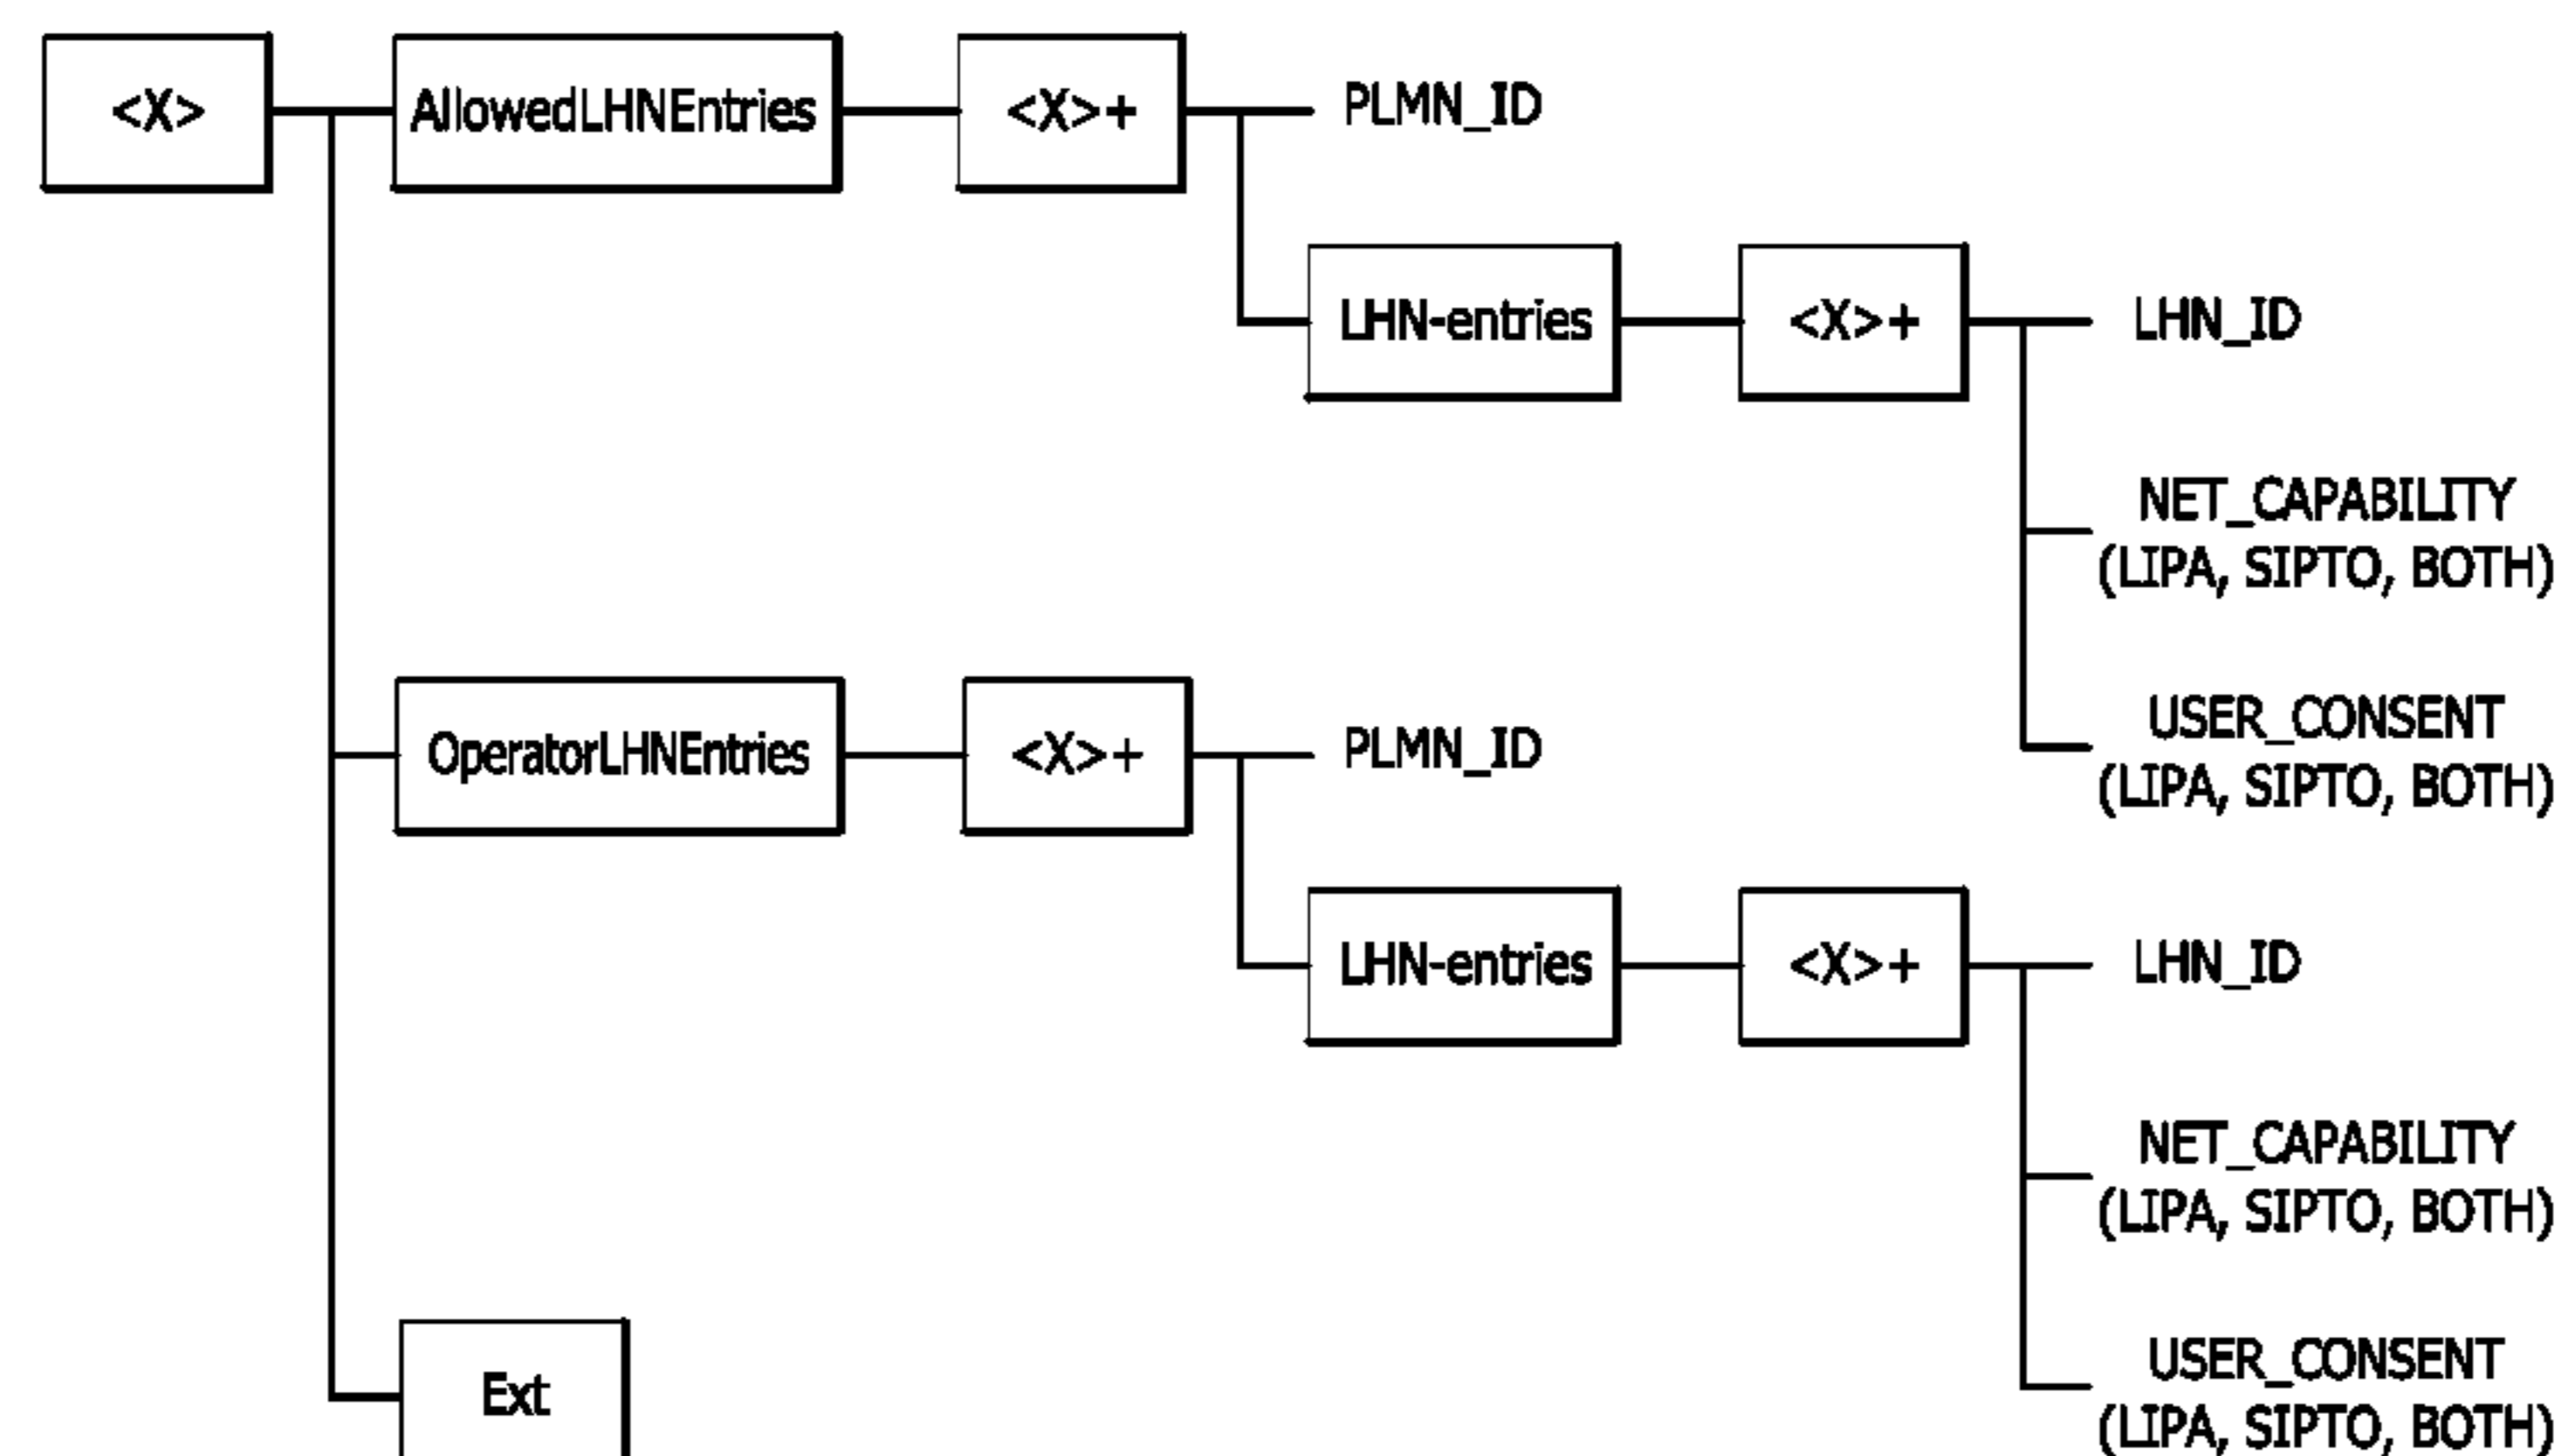 <X>
AllowedLHNEntries
<X>+
PLMN_ID
LHN-entries
<X>+
LHN_ID
NET_CAPABILITY
(LIPA, SIPTO, BOTH)
USER_CONSENT
(LIPA, SIPTO, BOTH)
OperatorLHNEntries
<X>+
PLMN_ID
LHN-entries
<X>+
LHN_ID
NET_CAPABILITY
(LIPA, SIPTO, BOTH)
USER_CONSENT
(LIPA, SIPTO, BOTH)
Ext